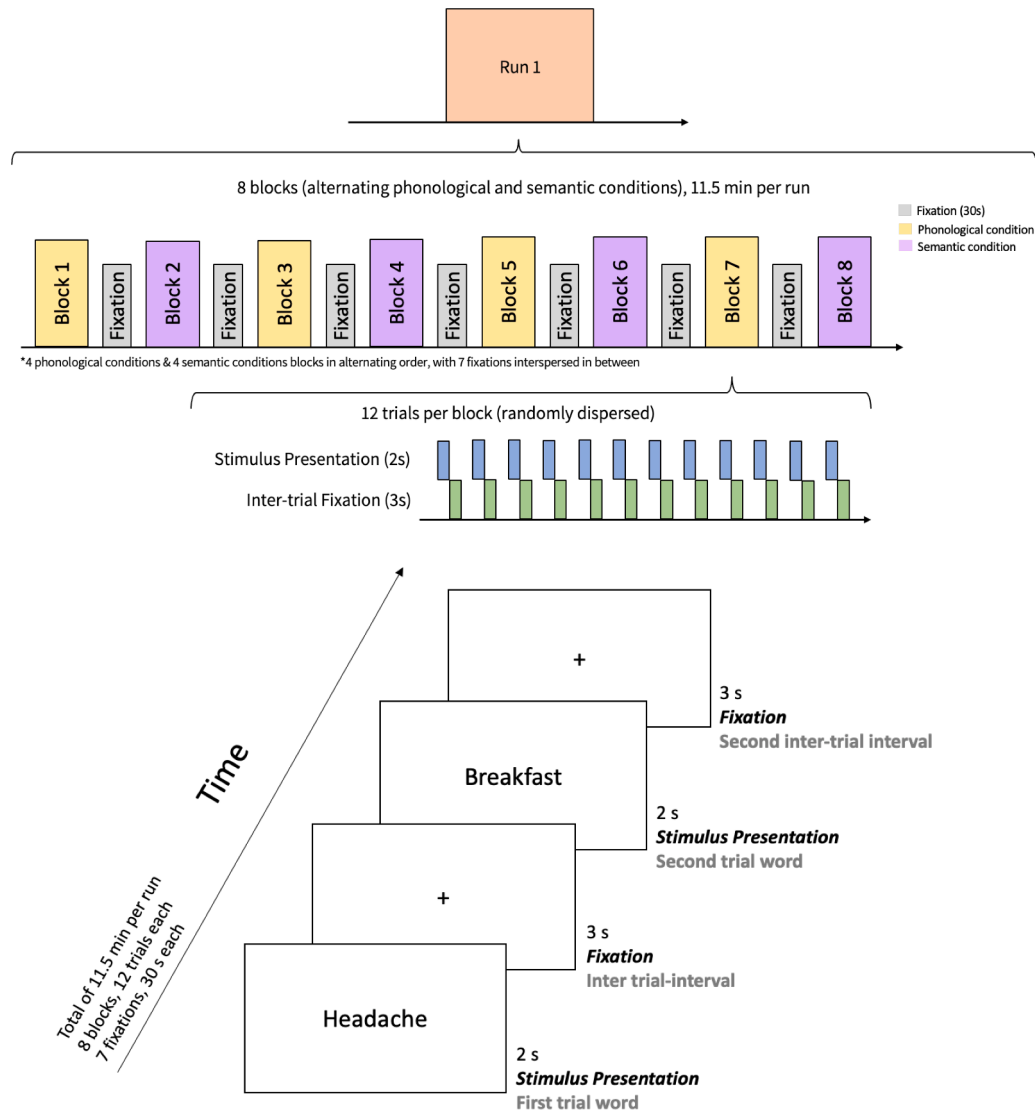 Run 1
8 blocks (alternating phonological and semantic conditions), 11.5 min per run
Fixation (30s)
Phonological condition
Semantic condition
Block 1
Fixation
Block 2
Fixation
Block 3
Fixation
Block 4
Fixation
Block 5
Fixation
Block 6
Fixation
Block 7
Fixation
Block 8
*4 phonological conditions & 4 semantic conditions blocks in alternating order, with 7 fixations interspersed in between
12 trials per block (randomly dispersed)
Stimulus Presentation (2s)
Inter-trial Fixation (3s)
Time
Total of 11.5 min per run
8 blocks, 12 trials each
7 fixations, 30 s each
+
3 s
Fixation
Second inter-trial interval
Breakfast
2 s
Stimulus Presentation
Second trial word
+
3 s
Fixation
Inter trial-interval
Headache
2 s
Stimulus Presentation
First trial word